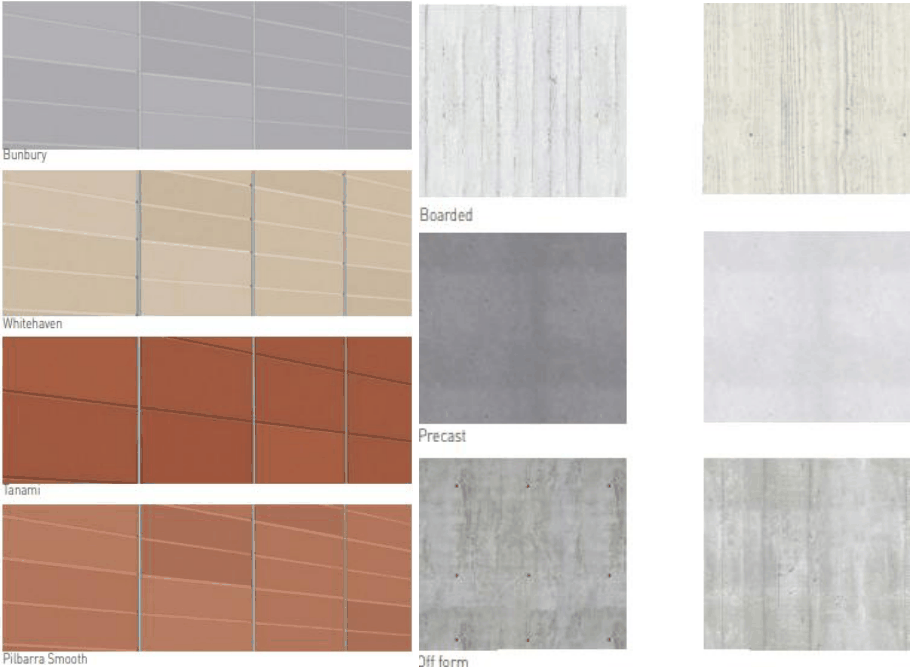 Bunbury
Whitehaven
Tanami
Pilbarra Smooth
Boarded
Precast
Off form